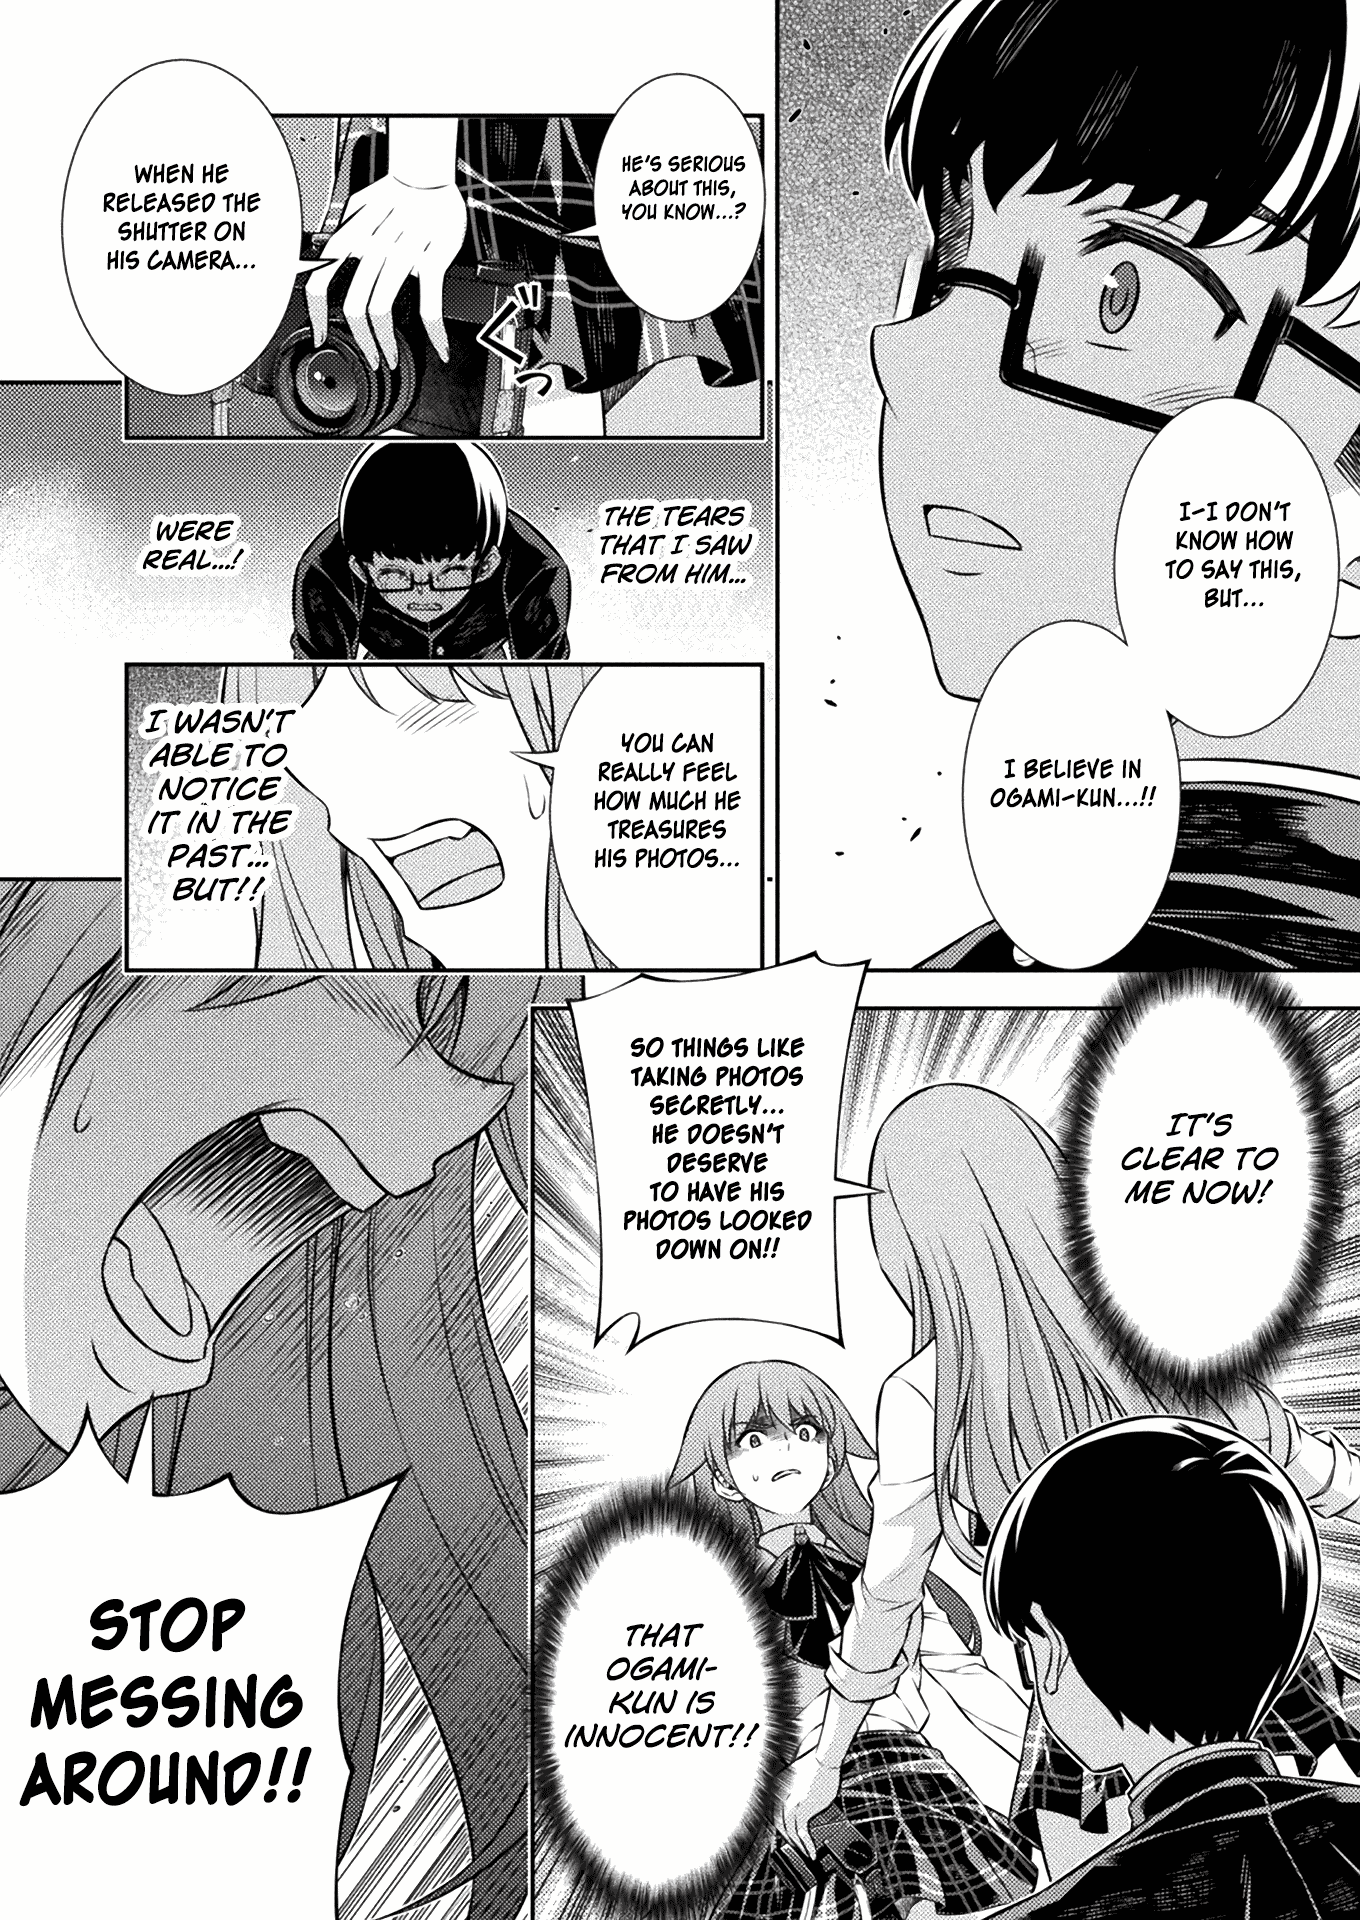 I-I DON'T
KNOW HOW
TO SAY THIS,
BUT...
I BELIEVE IN
OGAMI-KUN...!!
HE'S SERIOUS
ABOUT THIS,
YOU KNOW...?
WHEN HE
RELEASED THE
SHUTTER ON
HIS CAMERA...
ぐっ
THE TEARS
THAT I SAW
FROM HIM...
WERE
REAL...!
YOU CAN
REALLY FEEL
HOW MUCH HE
TREASURES
HIS PHOTOS...
I WASN'T
ABLE TO
NOTICE
IT IN THE
PAST...
BUT!!
IT'S
CLEAR TO
ME NOW!
SO THINGS LIKE
TAKING PHOTOS
SECRETLY...
HE DOESN'T
DESERVE
TO HAVE HIS
PHOTOS LOOKED
DOWN ON!!
THAT
OGAMI-
KUN IS
INNOCENT!!
STOP
MESSING
AROUND!!